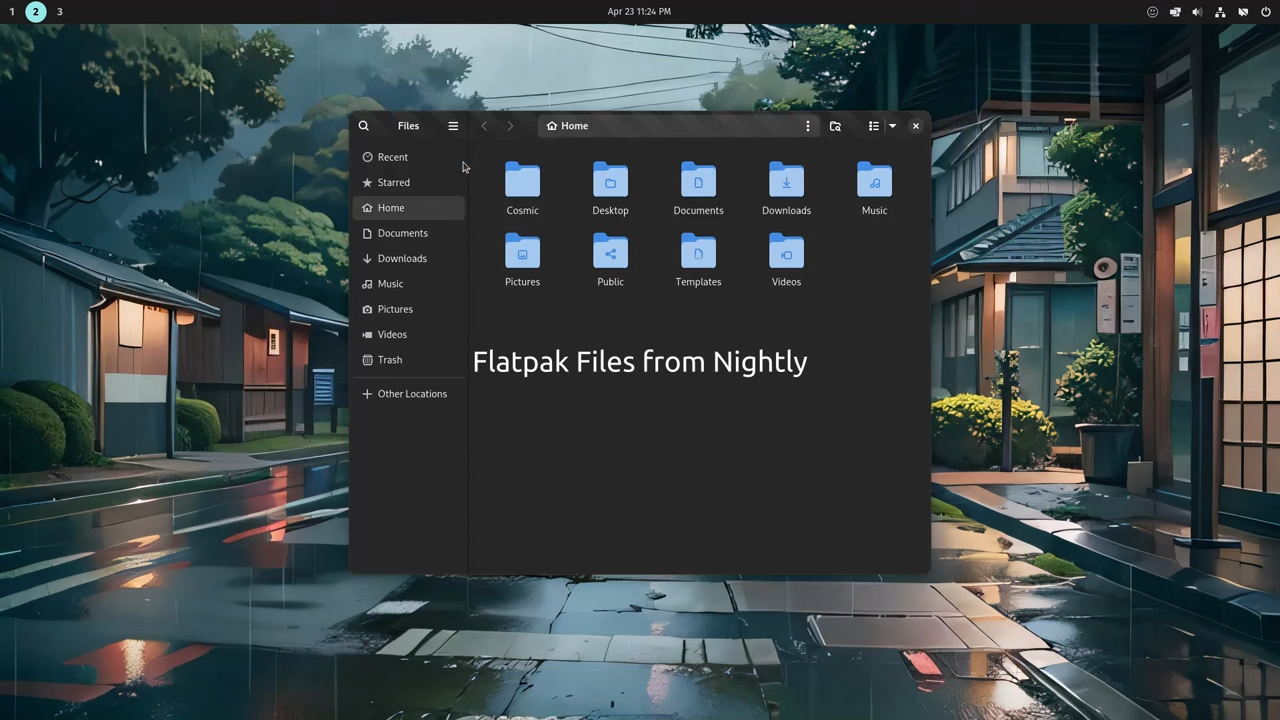 1 2 3
Apr 23 11:24 PM
Files
Home
Recent
Starred
Home
Documents
Downloads
Music
Pictures
Videos
Trash
Other Locations
Cosmic Desktop Documents Downloads Music
Pictures Public Templates Videos
Flatpak Files from Nightly